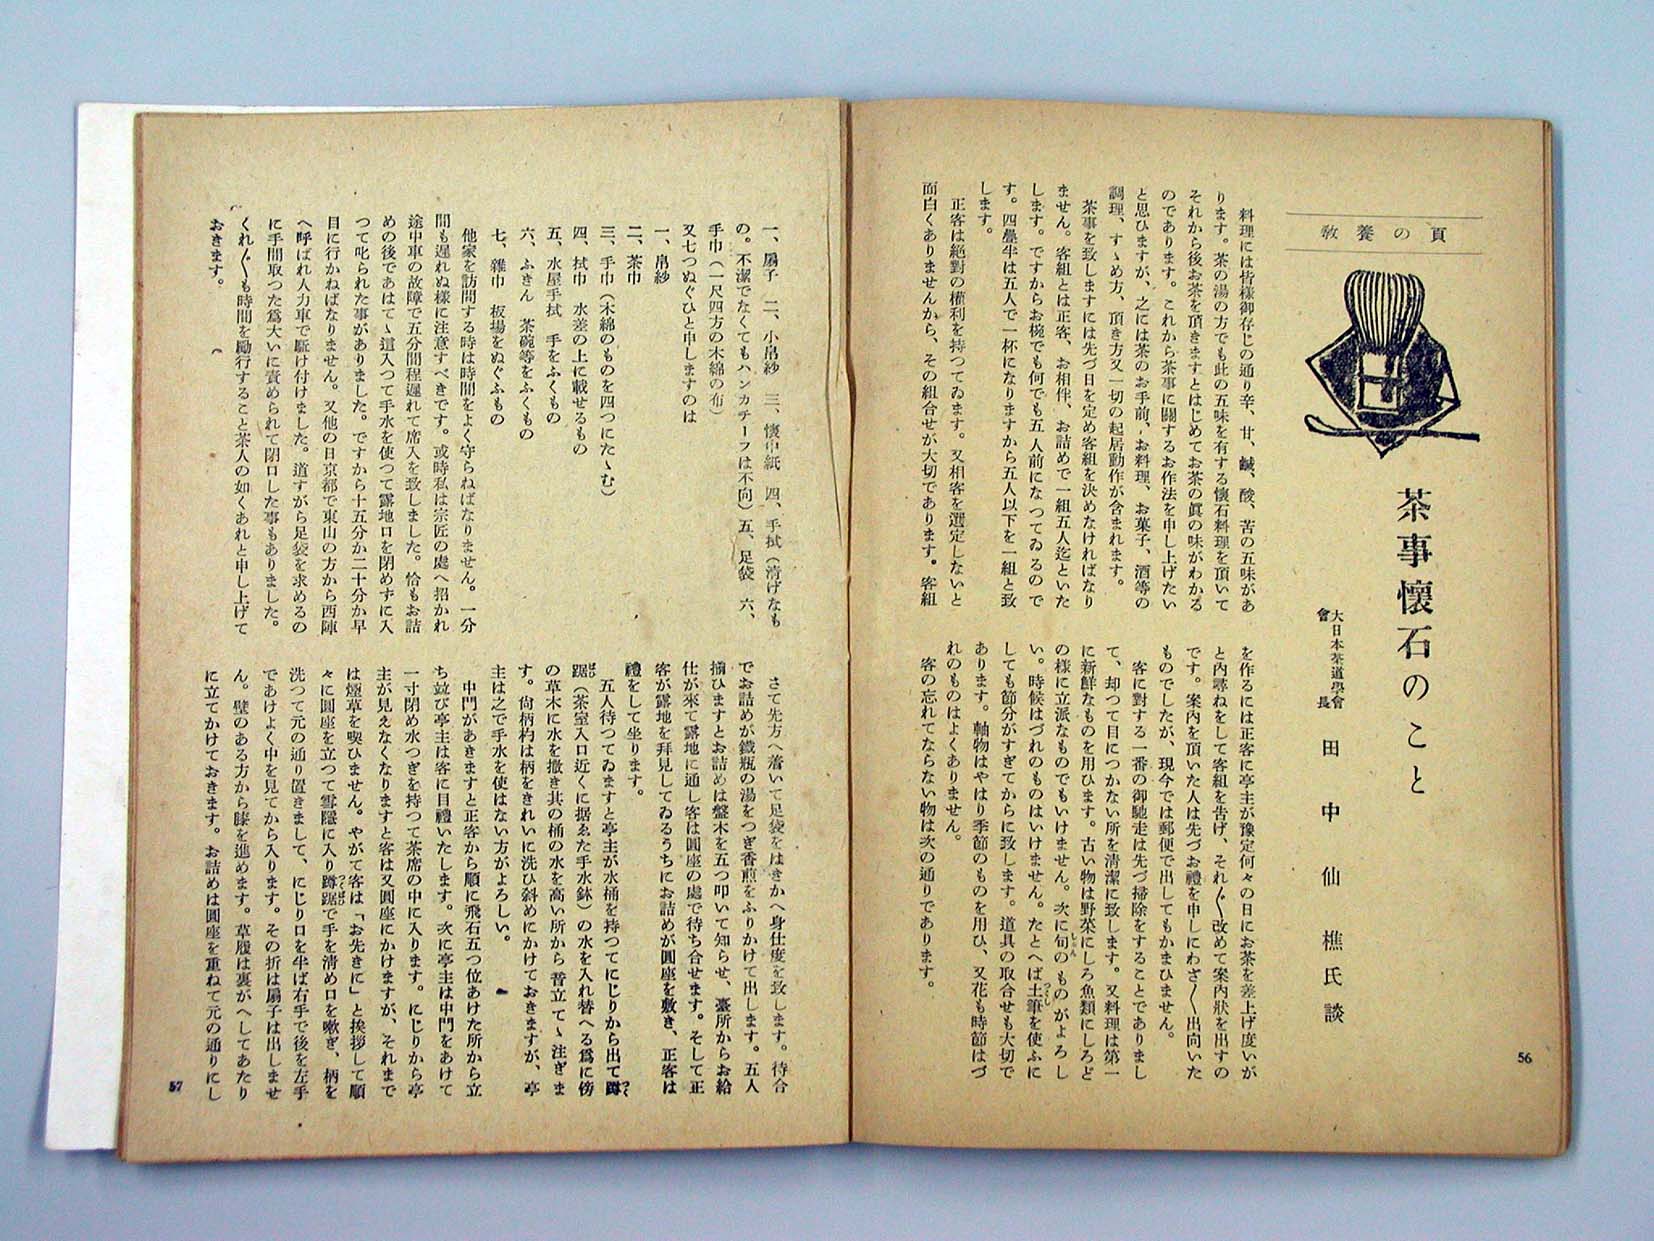 教養の頁
茶事懷石のこと
大日本茶道學會
會長
田中仙樵氏談
料理には皆樣御存じの通り辛、甘、鹹、酸、苦の五味があ
ります。茶の湯の方でも此の五味を有する懷石料理を頂いて
それから後お茶を頂きますとはじめてお茶の眞の味がわかる
のであります。これから茶事に關するお作法を申し上げたい
と思ひますが、之には茶のお手前、お料理、お菓子、酒等の
調理、すゝめ方、頂き方又一切の起居動作が含まれます。
茶事を致しますには先づ日を定め客組を決めなければなり
ません。客組とは正客、お相伴、お詰めで一組五人迄といた
します。ですからお椀でも何でも五人前になつてゐるので
す。四疊半は五人で一杯になりますから五人以下を一組と致
します。
正客は絕對の權利を持つてゐます。又相客を選定しないと
面白くありませんから、その組合せが大切であります。客組
を作るには正客に亭主が豫定何々の日にお茶を差上げ度いが
と內尋ねをして客組を告げ、それ〴〵改めて案內狀を出すの
です。案內を頂いた人は先づお禮を申しにわざ〳〵出向いた
ものでしたが、現今では郵便で出してもかまひません。
客に對する一番の御馳走は先づ掃除をすることでありまし
て、却つて目につかない所を清潔に致します。又料理は第一
に新鮮なものを用ひます。古い物は野菜にしろ魚類にしろど
の樣に立派なものでもいけません。次に旬のものがよろし
い。時候はづれのものはいけません。たとへば土筆を使ふに
しても節分がすぎてからに致します。道具の取合せも大切で
あります。軸物はやはり季節のものを用ひ、又花も時節はづ
れのものはよくありません。
客の忘れてならない物は次の通りであります。
56
一、扇子 二、小帛紗 三、懷中紙 四、手拭(清げなも
の。不潔でなくてもハンカチーフは不向)五、足袋 六、
手巾(一尺四方の木綿の布)
又七つぬぐひと申しますのは
一、帛紗
二、茶巾
三、手巾(木綿のものを四つにたゝむ)
四、拭巾 水差の上に載せるもの
五、水屋手拭 手をふくもの
六、ふきん 茶碗等をふくもの
七、雜巾 板場をぬぐふもの
他家を訪問する時は時間をよく守らねばなりません。一分
間も遲れぬ樣に注意すべきです。或時私は宗匠の處へ招かれ
途中車の故障で五分間程遲れて席入を致しました。恰もお詰
めの後であはてゝ這入つて手水を使つて露地口を閉めずに入
つて叱られた事がありました。ですから十五分か二十分か早
目に行かねばなりません。又他の日京都で東山の方から西陣
へ呼ばれ人力車で駈け付けました。道すがら足袋を求めるの
に手間取つた爲大いに責められて閉口した事もありました。
くれ〴〵も時間を勵行すること茶人の如くあれと申し上げて
おきます。
さて先方へ着いて足袋をはきかへ身仕度を致します。待合
でお詰めが鐵瓶の湯をつぎ香煎をふりかけて出します。五人
揃ひますとお詰めは盤木を五つ叩いて知らせ、臺所からお給
仕が來て露地に通し客は圓座の處で待ち合せます。そして正
客が露地を拜見してゐるうちにお詰めが圓座を敷き、正客は
禮をして坐ります。
五人待つてゐますと亭主が水桶を持つてにじりから出て蹲
踞(茶室入口近くに据ゑた手水鉢)の水を入れ替へる爲に傍
の草木に水を撒き其の桶の水を高い所から音立てゝ注ぎま
す。尙柄杓は柄をきれいに洗ひ斜めにかけておきますが、亭
主は之で手水を使はない方がよろしい。
中門があきますと正客から順に飛石五つ位あけた所から立
ち竝び亭主は客に目禮いたします。次に亭主は中門をあけて
一寸閉め水つぎを持つて茶席の中に入ります。にじりから亭
主が見えなくなりますと客は又圓座にかけますが、それまで
は煙草を喫ひません。やがて客は「お先きに」と挨拶して順
々に圓座を立つて雪隱に入り蹲踞で手を清め口を嗽ぎ、柄を
洗つて元の通り置きまして、にじり口を半ば右手で後を左手
であけよく中を見てから入ります。その折は扇子は出しませ
ん。壁のある方から膝を進めます。草履は裏がへしてあたり
に立てかけておきます。お詰めは圓座を重ねて元の通りにし
57